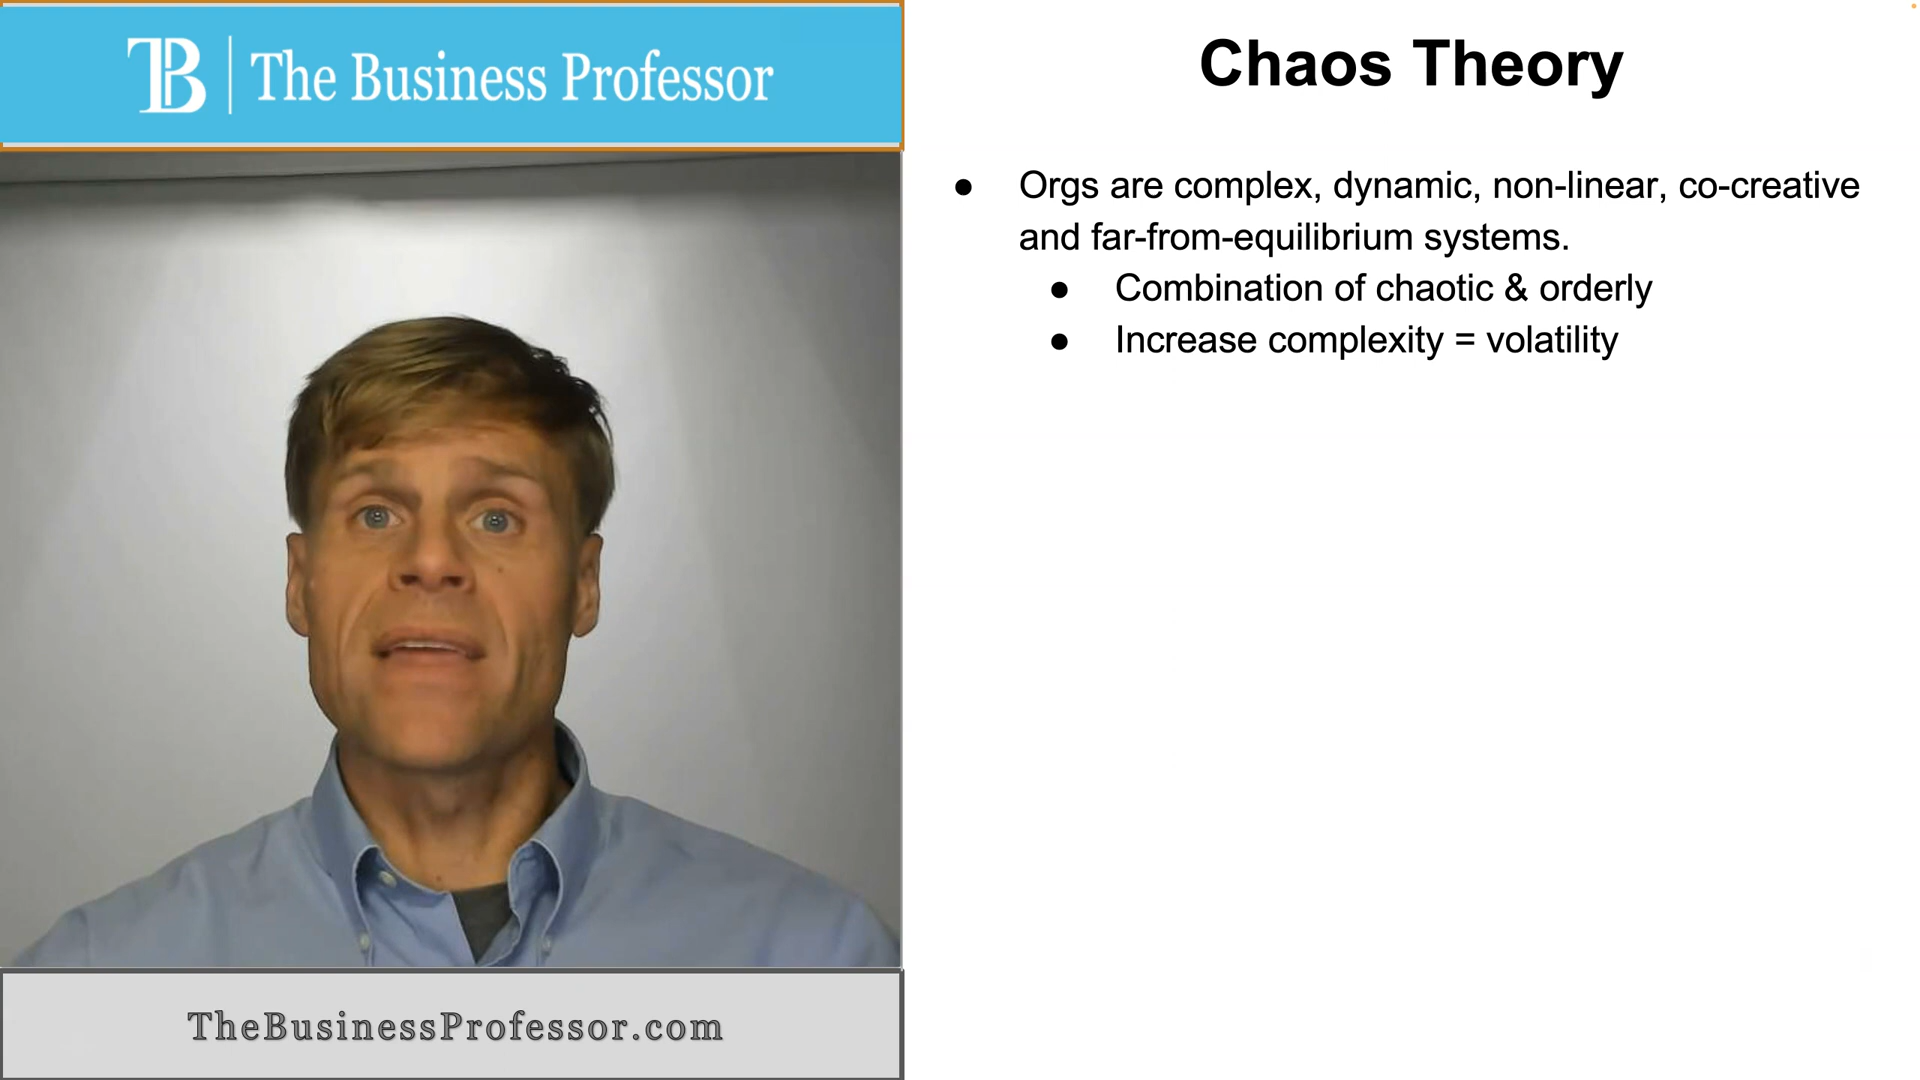 TB | The Business Professor
TheBusinessProfessor.com
Chaos Theory
● Orgs are complex, dynamic, non-linear, co-creative
and far-from-equilibrium systems.
● Combination of chaotic & orderly
● Increase complexity = volatility